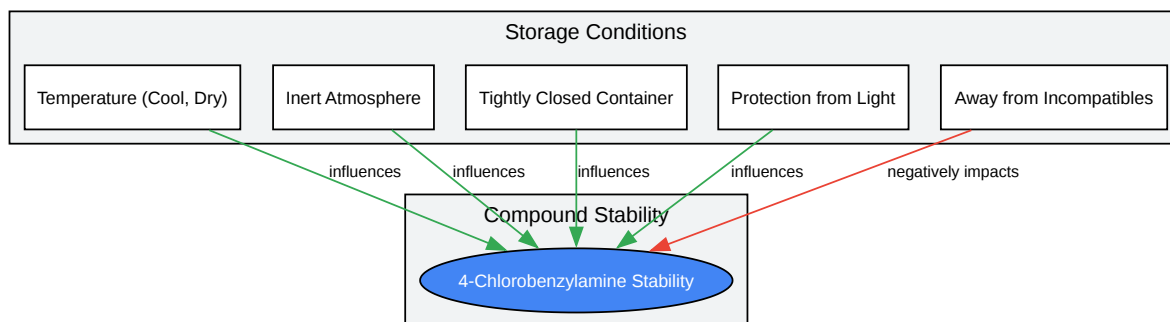 Storage Conditions
Temperature (Cool, Dry)
Inert Atmosphere
Tightly Closed Container
Protection from Light
Away from Incompatibles
influences
influences
influences
influences
negatively impacts
Compound Stability
4-Chlorobenzylamine Stability